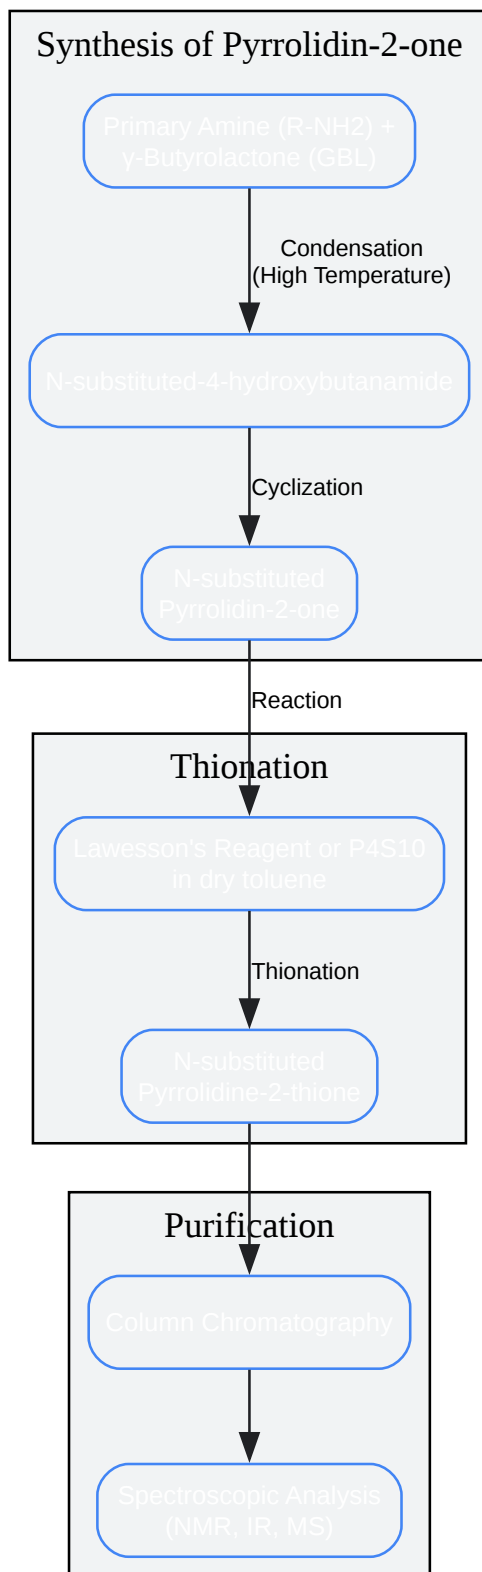 Synthesis of Pyrrolidin-2-one
Primary Amine (R-NH2) +
γ-Butyrolactone (GBL)
Condensation
(High Temperature)
N-substituted-4-hydroxybutanamide
Cyclization
N-substituted
Pyrrolidin-2-one
Reaction
Thionation
Lawesson's Reagent or P4S10
in dry toluene
Thionation
N-substituted
Pyrrolidine-2-thione
Purification
Column Chromatography
Spectroscopic Analysis
(NMR, IR, MS)